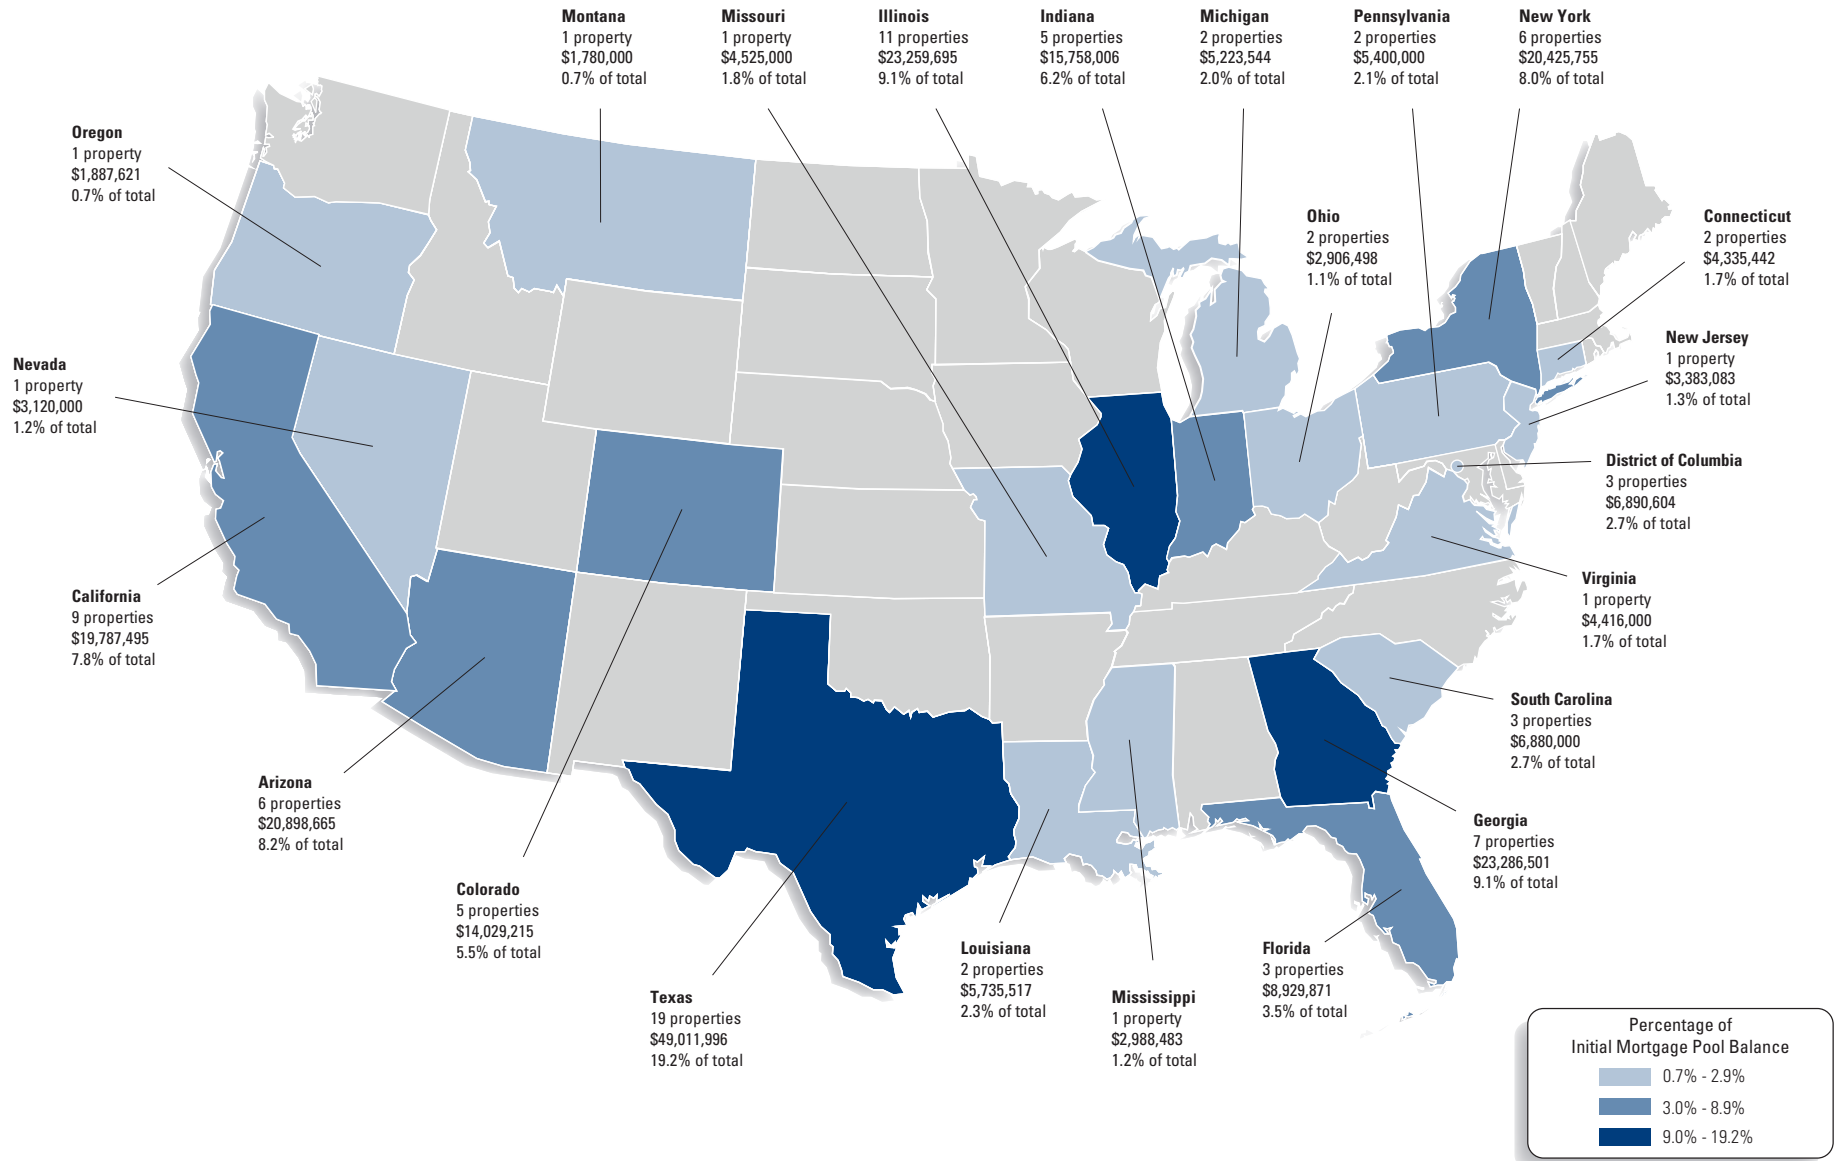 Montana
1 property
$1,780,000
0.7% of total
Missouri
1 property
$4,525,000
1.8% of total
Illinois
11 properties
$23,259,695
9.1% of total
Indiana
5 properties
$15,758,006
6.2% of total
Michigan
2 properties
$5,223,544
2.0% of total
Pennsylvania
2 properties
$5,400,000
2.1% of total
New York
6 properties
$20,425,755
8.0% of total
Oregon
1 property
$1,887,621
0.7% of total
Ohio
2 properties
$2,906,498
1.1% of total
Connecticut
2 properties
$4,335,442
1.7% of total
New Jersey
1 property
$3,383,083
1.3% of total
Nevada
1 property
$3,120,000
1.2% of total
District of Columbia
3 properties
$6,890,604
2.7% of total
Virginia
1 property
$4,416,000
1.7% of total
California
9 properties
$19,787,495
7.8% of total
South Carolina
3 properties
$6,880,000
2.7% of total
Arizona
6 properties
$20,898,665
8.2% of total
Georgia
7 properties
$23,286,501
9.1% of total
Colorado
5 properties
$14,029,215
5.5% of total
Louisiana
2 properties
$5,735,517
2.3% of total
Florida
3 properties
$8,929,871
3.5% of total
Texas
19 properties
$49,011,996
19.2% of total
Mississippi
1 property
$2,988,483
1.2% of total
Percentage of
Initial Mortgage Pool Balance
0.7% - 2.9%
3.0% - 8.9%
9.0% - 19.2%